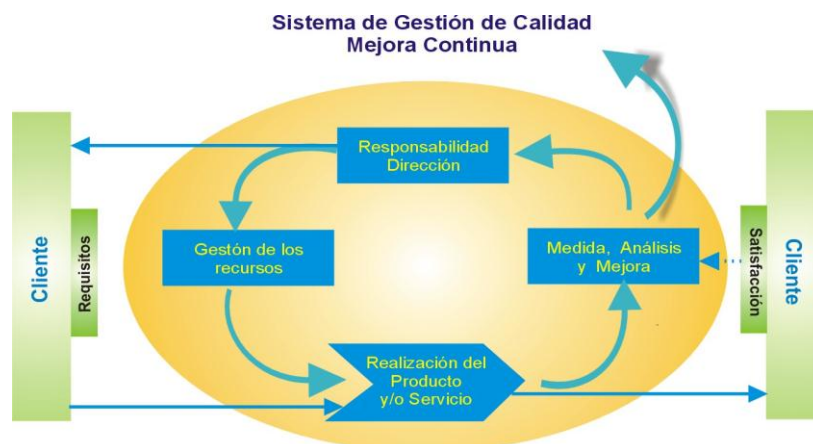 Sistema de Gestión de Calidad
Mejora Continua
Cliente
Requisitos
Responsabilidad
Dirección
Gestón de los
recursos
Medida, Análisis
y Mejora
Realización del
Producto
y/o Servicio
Satisfacción
Cliente